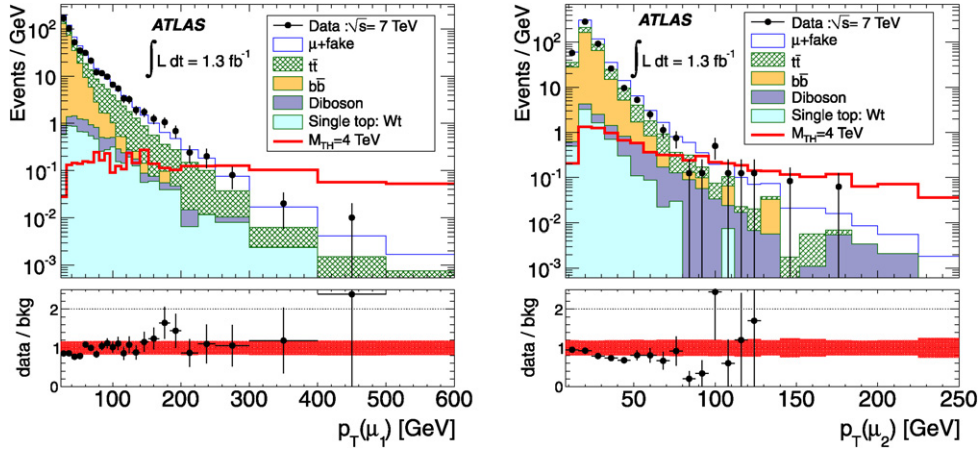 ATLAS
∫ L dt = 1.3 fb⁻¹
Data :√s= 7 TeV
μ+fake
tt̄
bb̄
Diboson
Single top: Wt
M_TH=4 TeV
Events / GeV
10²
10
1
10⁻¹
10⁻²
10⁻³
data / bkg
2
1
0
100 200 300 400 500 600
p_T(μ₁) [GeV]
ATLAS
∫ L dt = 1.3 fb⁻¹
Data :√s= 7 TeV
μ+fake
tt̄
bb̄
Diboson
Single top: Wt
M_TH=4 TeV
Events / GeV
10²
10
1
10⁻¹
10⁻²
10⁻³
data / bkg
2
1
0
50 100 150 200 250
p_T(μ₂) [GeV]